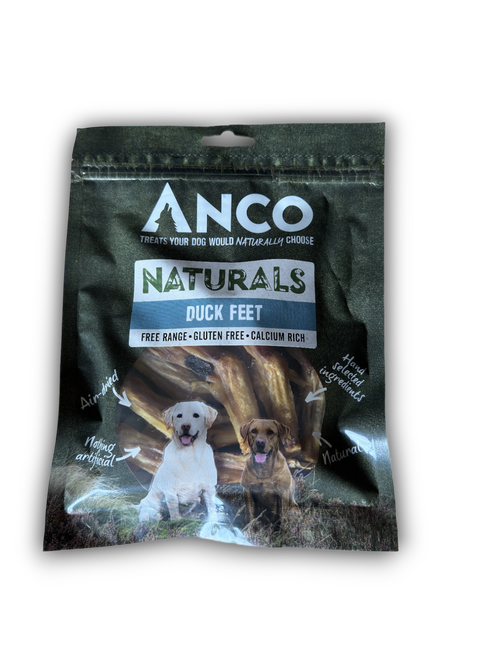 ANCO
TREATS YOUR DOG WOULD NATURALLY CHOOSE
NATURALS
DUCK FEET
FREE RANGE • GLUTEN FREE • CALCIUM RICH
Hand
selected
ingredients
Air-dried
Nothing
artificial
Natural